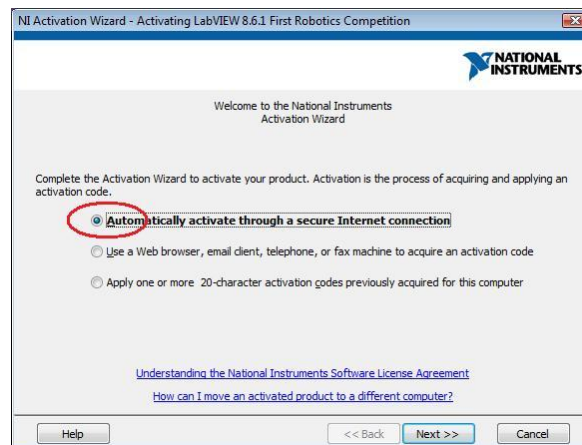 NI Activation Wizard - Activating LabVIEW 8.6.1 First Robotics Competition
NATIONAL
INSTRUMENTS
Welcome to the National Instruments
Activation Wizard
Complete the Activation Wizard to activate your product. Activation is the process of acquiring and applying an
activation code.
Automatically activate through a secure Internet connection
Use a Web browser, email client, telephone, or fax machine to acquire an activation code
Apply one or more 20-character activation codes previously acquired for this computer
Understanding the National Instruments Software License Agreement
How can I move an activated product to a different computer?
Help
<< Back
Next >>
Cancel